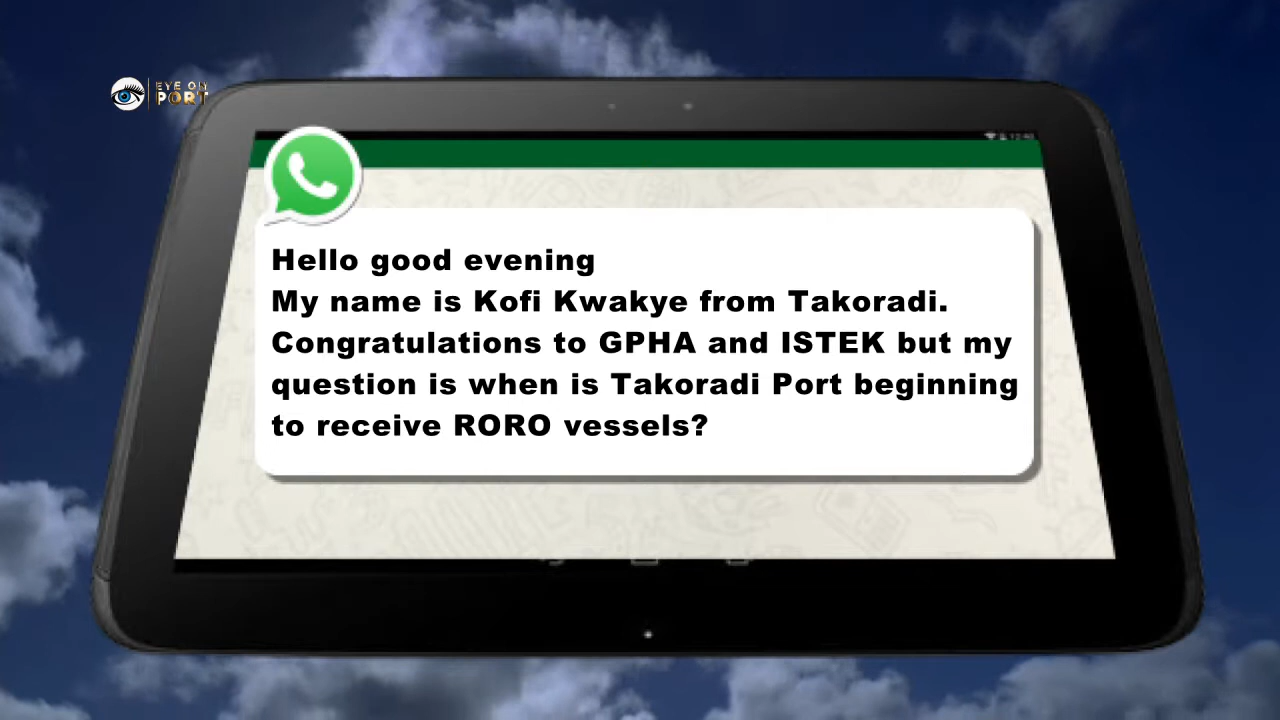 EYE ON
PORT
Hello good evening
My name is Kofi Kwakye from Takoradi.
Congratulations to GPHA and ISTEK but my
question is when is Takoradi Port beginning
to receive RORO vessels?